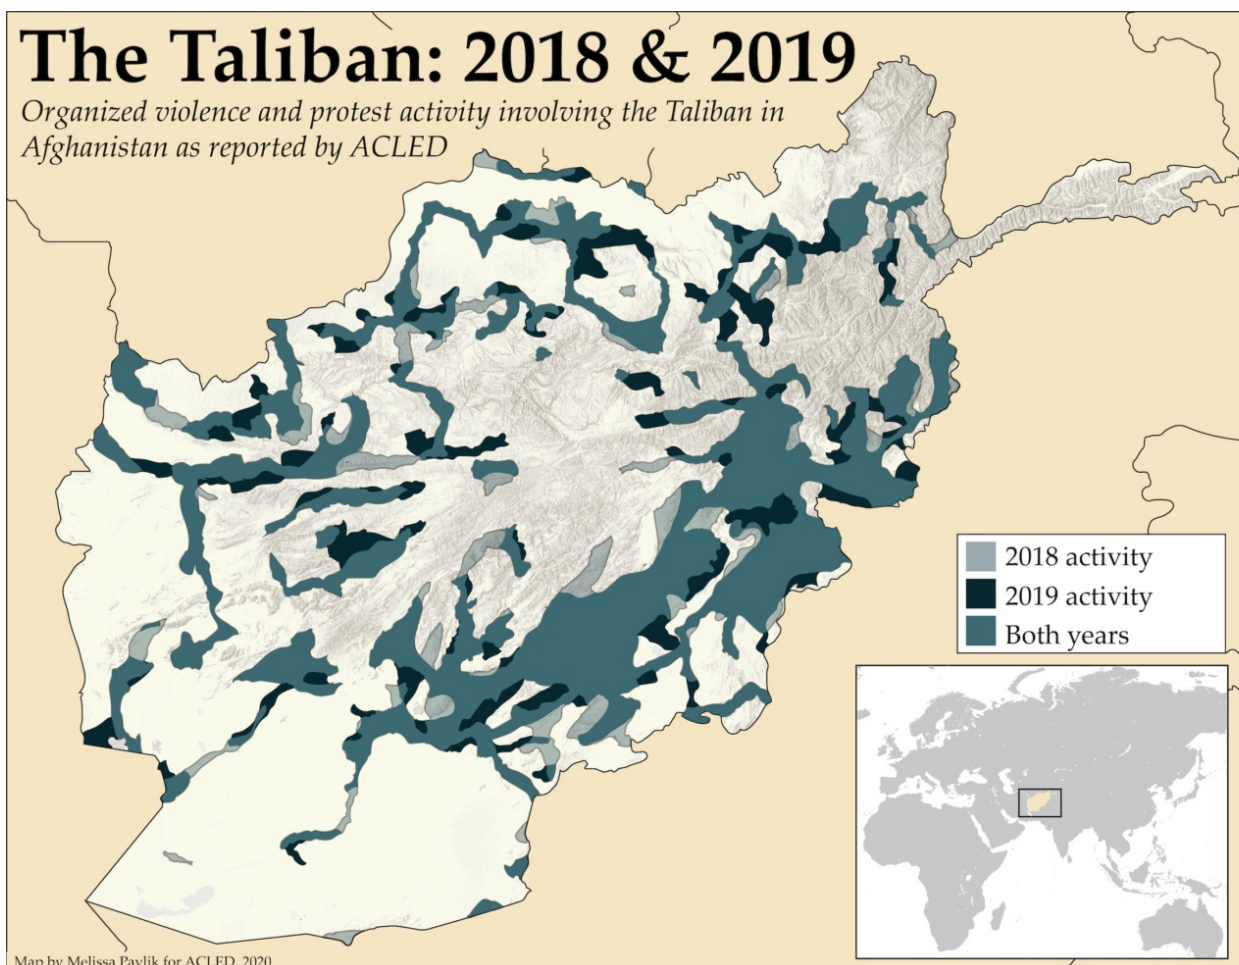 The Taliban: 2018 & 2019
Organized violence and protest activity involving the Taliban in
Afghanistan as reported by ACLED
2018 activity
2019 activity
Both years
Map by Melissa Pavlik for ACLED, 2020